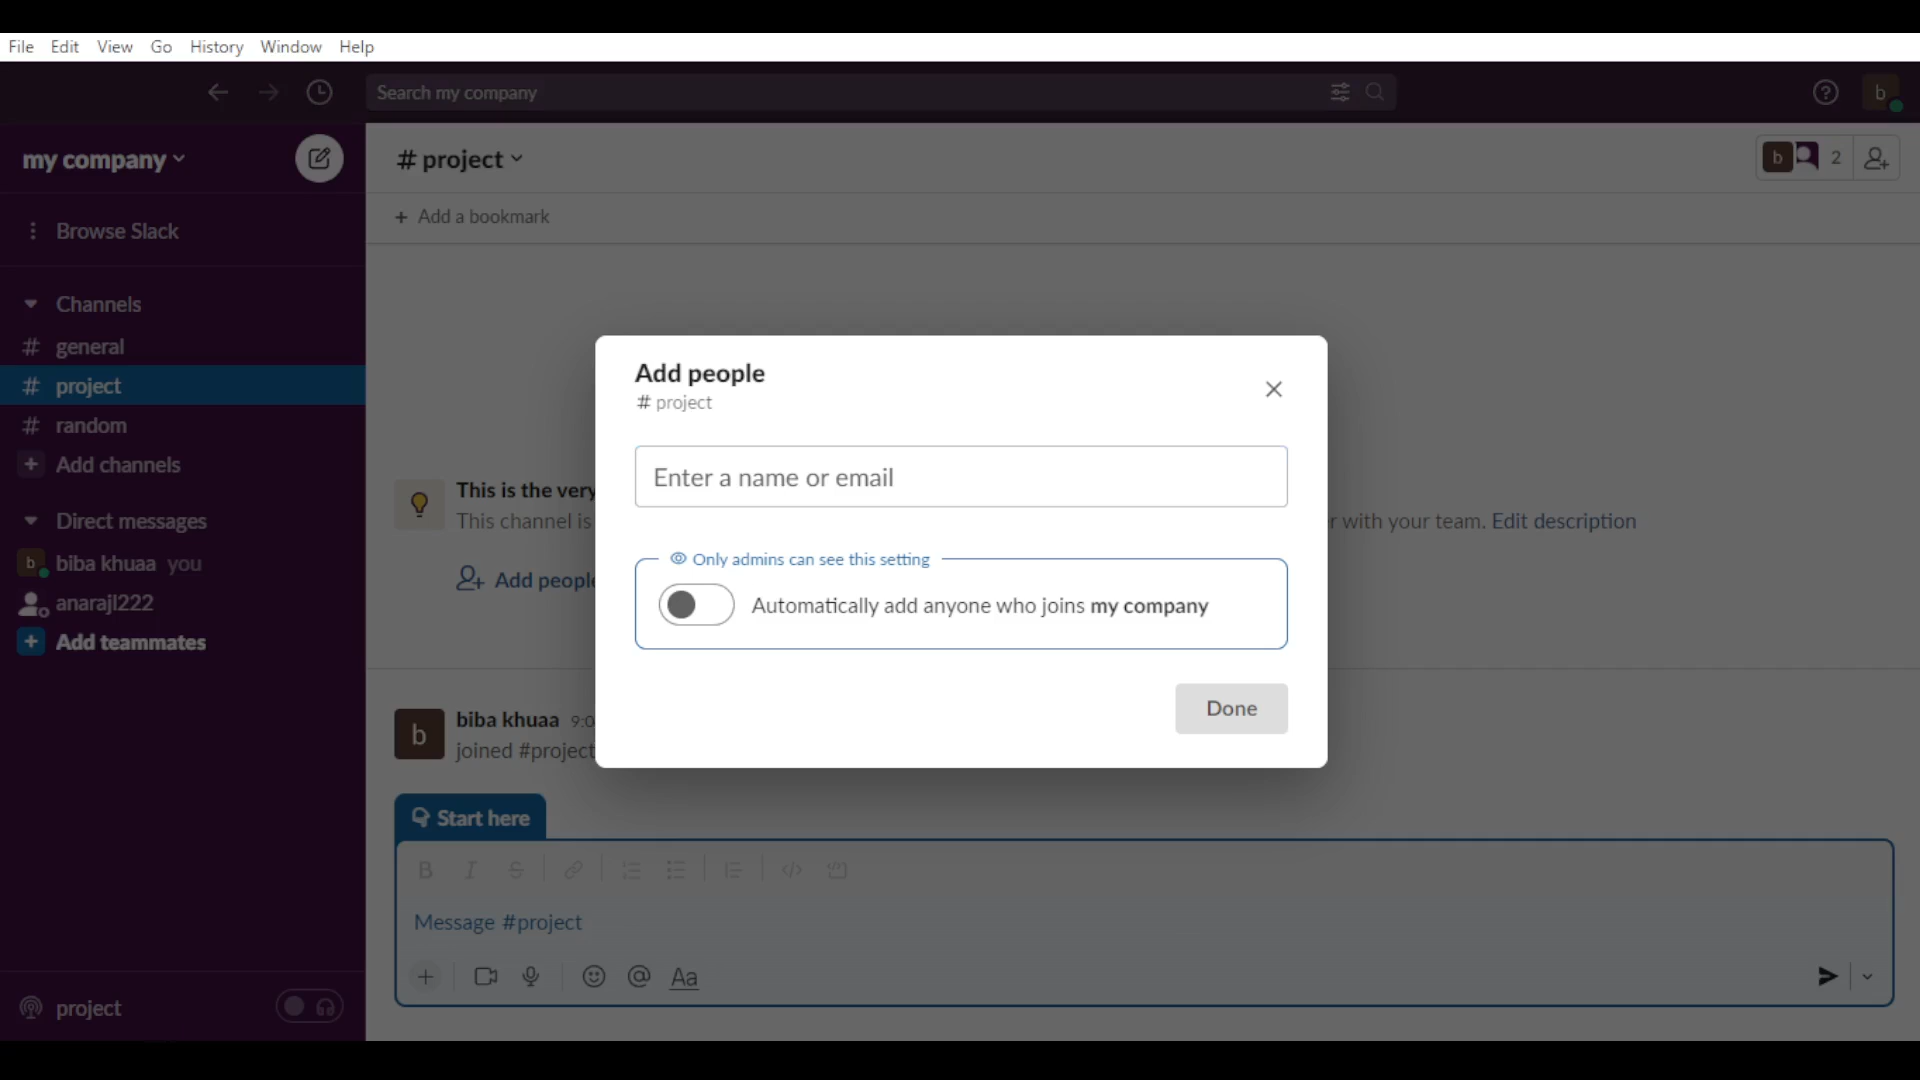 File Edit View Go History Window Help
Search my company
b
my company
# project
b 2
+ Add a bookmark
Browse Slack
Channels
# general
# project
# random
+ Add channels
Direct messages
b biba khuaa you
anarajl222
+ Add teammates
Add people
# project
Enter a name or email
This is the very
This channel is
r with your team. Edit description
Add people
Only admins can see this setting
Automatically add anyone who joins my company
Done
b
biba khuaa 9:0
joined #project
Start here
B I S
Message #project
+ @ Aa
project